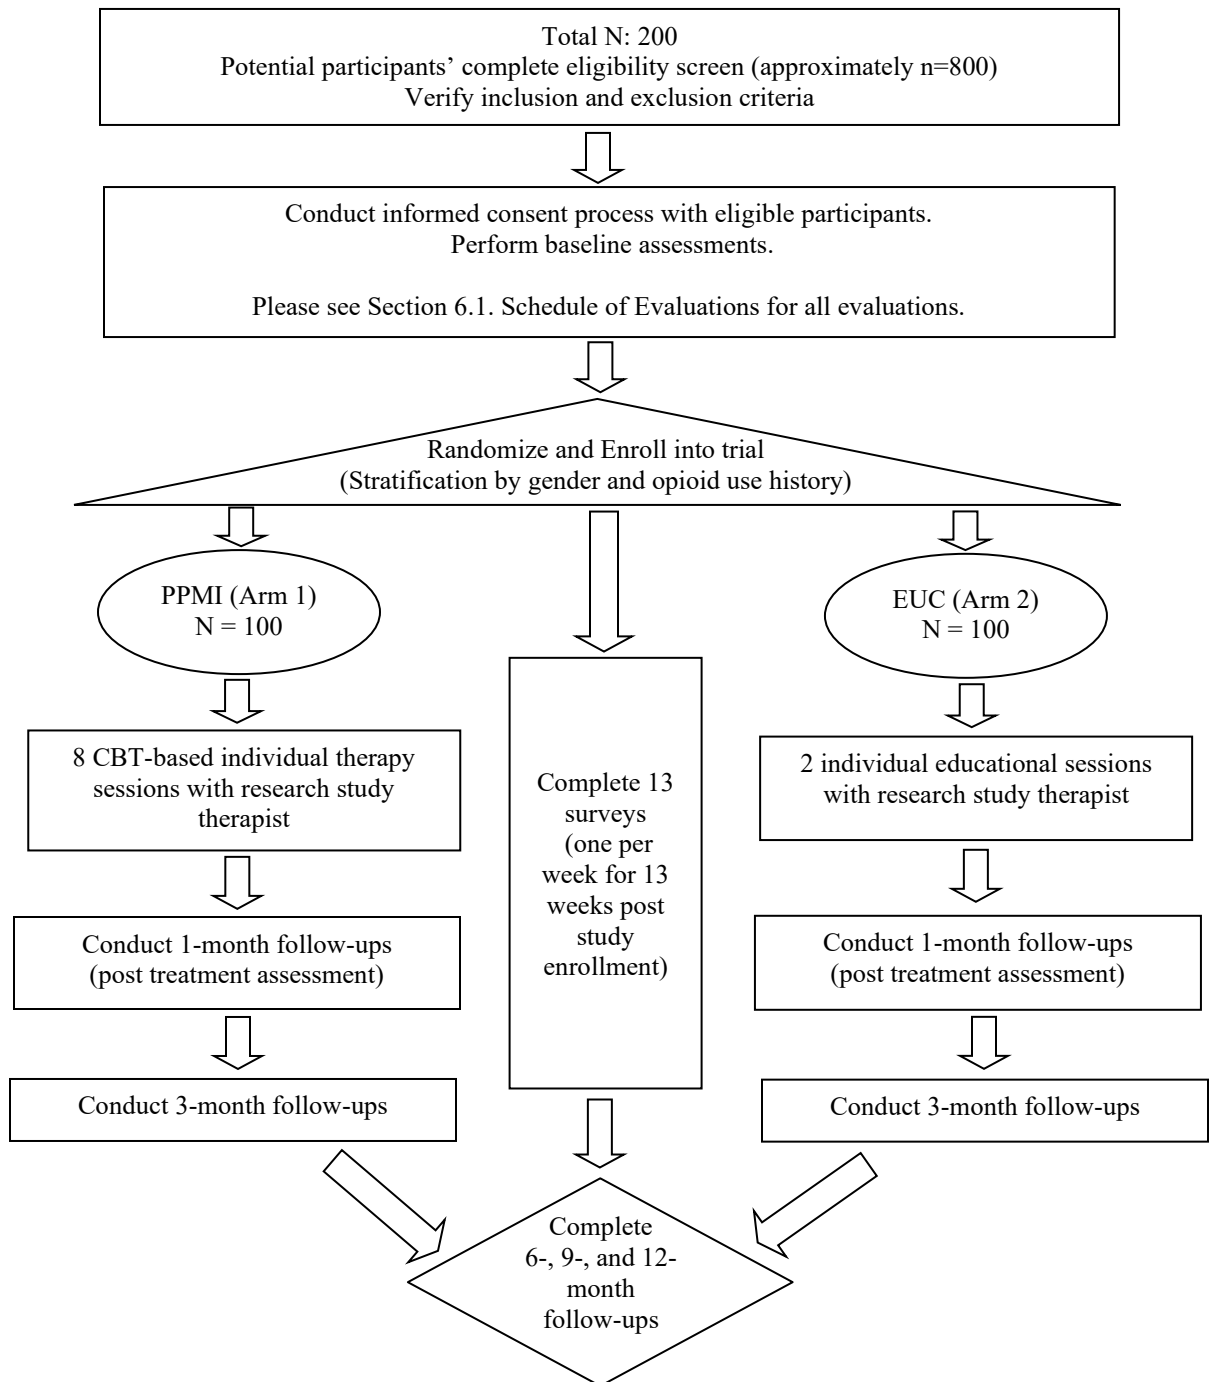 Total N: 200
Potential participants’ complete eligibility screen (approximately n=800)
Verify inclusion and exclusion criteria
Conduct informed consent process with eligible participants.
Perform baseline assessments.
Please see Section 6.1. Schedule of Evaluations for all evaluations.
Randomize and Enroll into trial
(Stratification by gender and opioid use history)
PPMI (Arm 1)
N = 100
8 CBT-based individual therapy
sessions with research study
therapist
Conduct 1-month follow-ups
(post treatment assessment)
Conduct 3-month follow-ups
Complete 13
surveys
(one per
week for 13
weeks post
study
enrollment)
EUC (Arm 2)
N = 100
2 individual educational sessions
with research study therapist
Conduct 1-month follow-ups
(post treatment assessment)
Conduct 3-month follow-ups
Complete
6-, 9-, and 12-
month
follow-ups